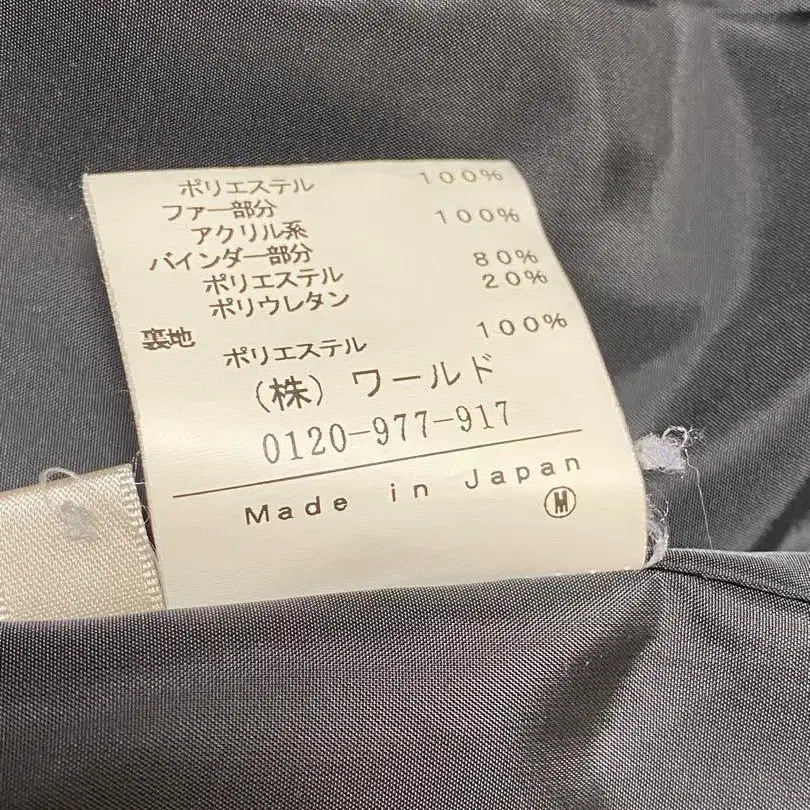 ポリエステル 100%
ファー部分
アクリル系 100%
バインダー部分
ポリエステル 80%
ポリウレタン 20%
裏地
ポリエステル 100%
(株) ワールド
0120-977-917
Made in Japan
Ⓜ